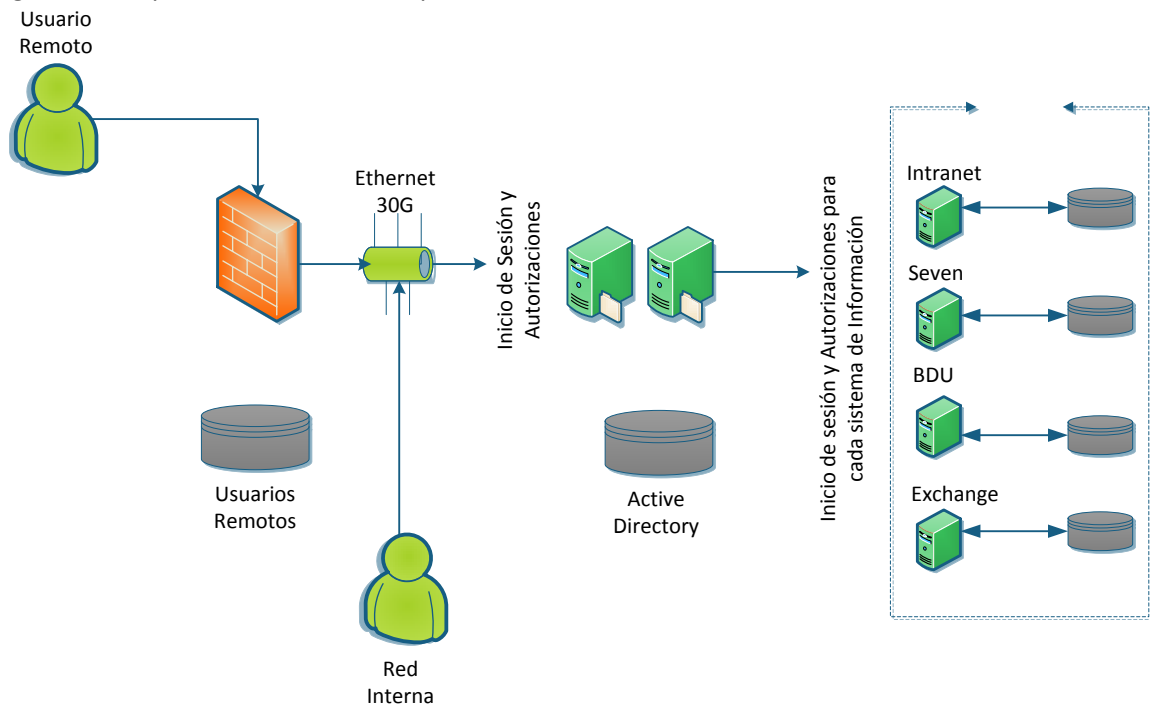 Usuario
Remoto
Ethernet
30G
Inicio de Sesión y
Autorizaciones
Inicio de sesión y Autorizaciones para
cada sistema de Información
Intranet
Seven
BDU
Exchange
Usuarios
Remotos
Active
Directory
Red
Interna